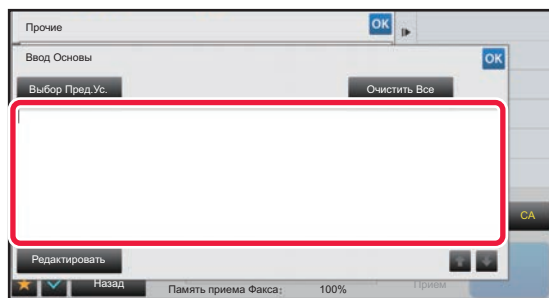 Прочие OK
Ввод Основы OK
Выбор Пред.Ус. Очистить Все
CA
Редактировать
Назад
Память приема Факса: 100% Прием